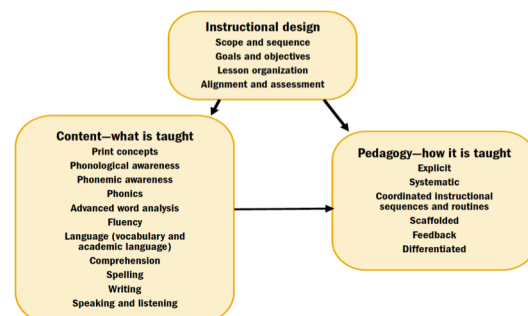 Instructional design
Scope and sequence
Goals and objectives
Lesson organization
Alignment and assessment
Content—what is taught
Print concepts
Phonological awareness
Phonemic awareness
Phonics
Advanced word analysis
Fluency
Language (vocabulary and
academic language)
Comprehension
Spelling
Writing
Speaking and listening
Pedagogy—how it is taught
Explicit
Systematic
Coordinated instructional
sequences and routines
Scaffolded
Feedback
Differentiated